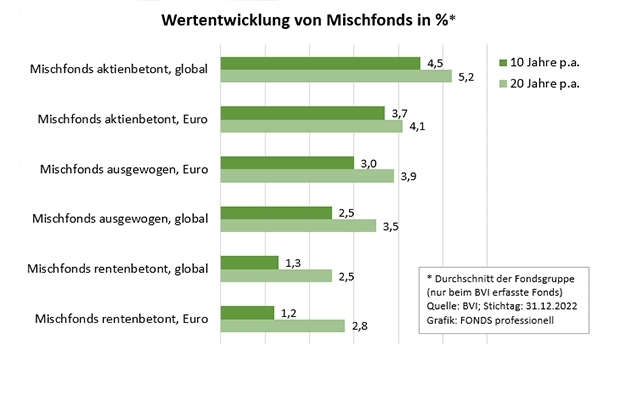 Wertentwicklung von Mischfonds in %*
10 Jahre p.a.
20 Jahre p.a.
Mischfonds aktienbetont, global
4,5
5,2
Mischfonds aktienbetont, Euro
3,7
4,1
Mischfonds ausgewogen, Euro
3,0
3,9
Mischfonds ausgewogen, global
2,5
3,5
Mischfonds rentenbetont, global
1,3
2,5
Mischfonds rentenbetont, Euro
1,2
2,8
* Durchschnitt der Fondsgruppe
(nur beim BVI erfasste Fonds)
Quelle: BVI; Stichtag: 31.12.2022
Grafik: FONDS professionell